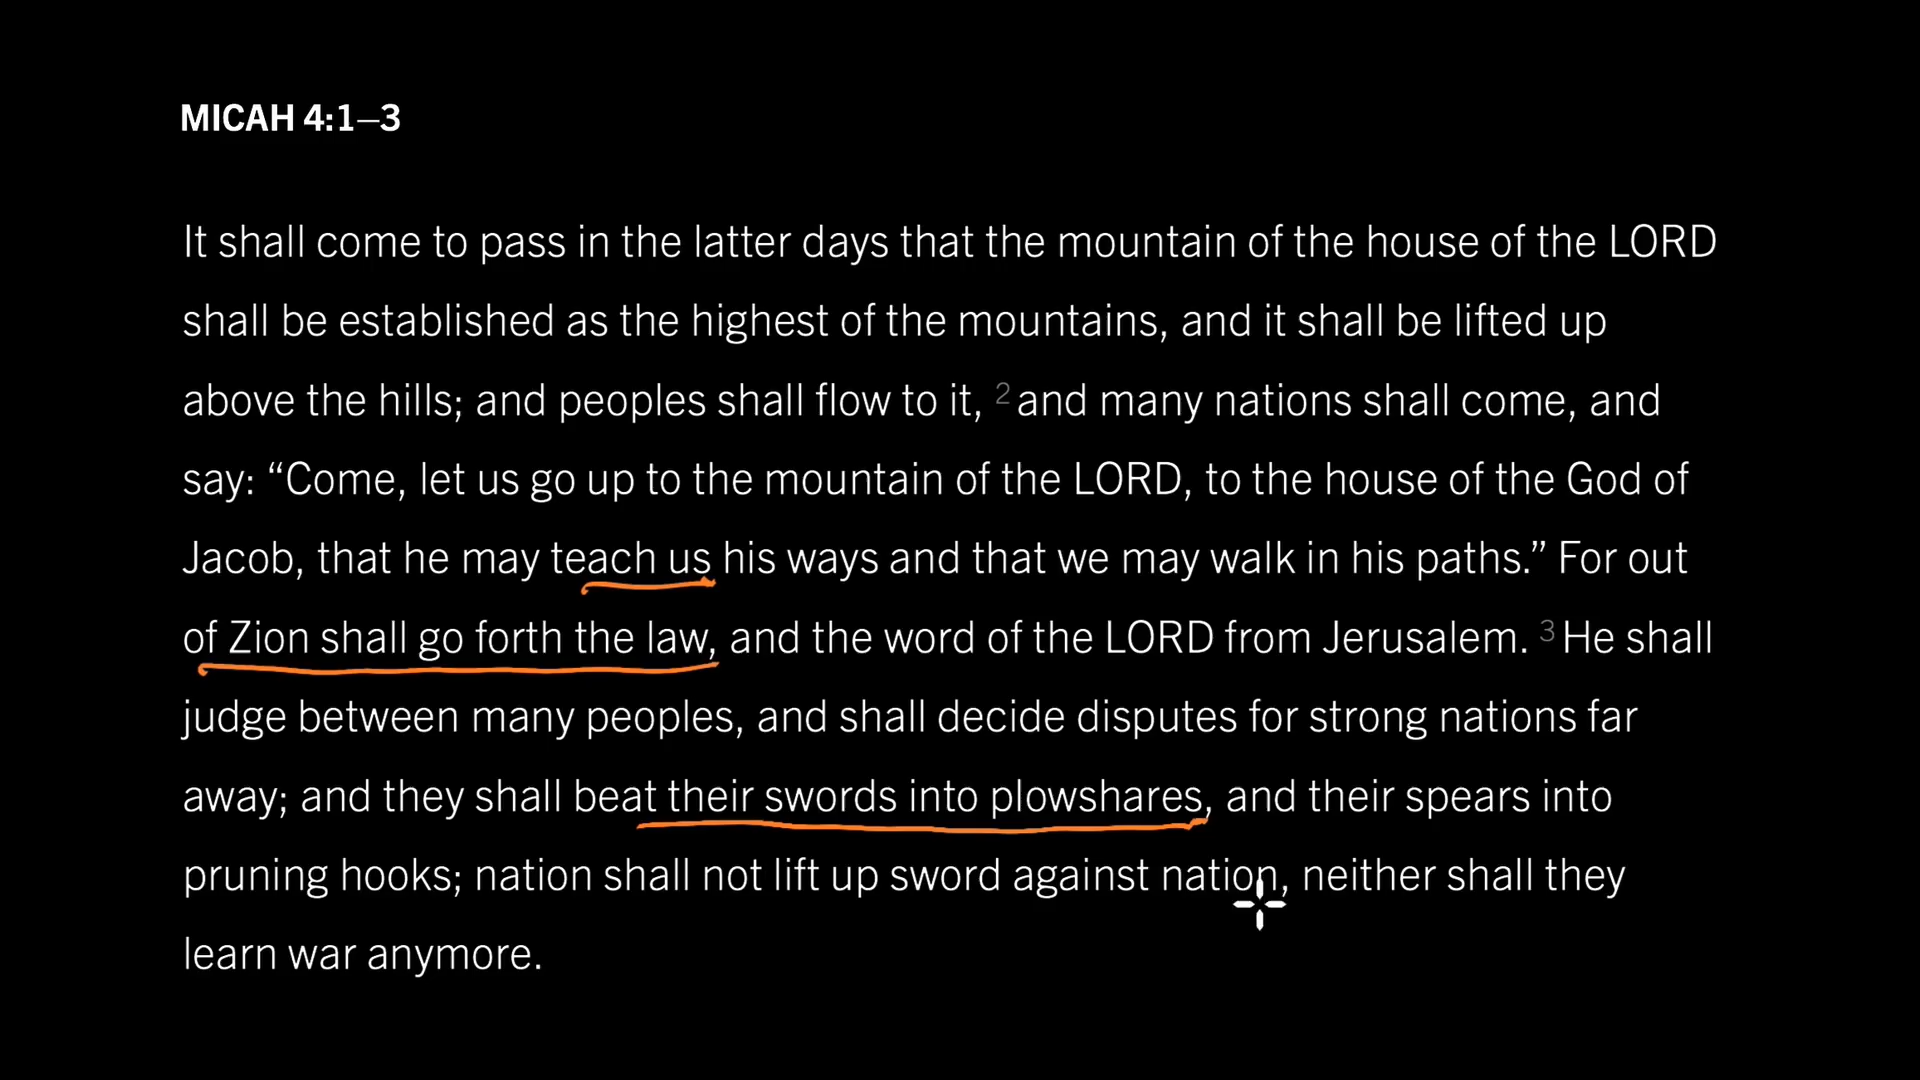 MICAH 4:1–3
It shall come to pass in the latter days that the mountain of the house of the LORD
shall be established as the highest of the mountains, and it shall be lifted up
above the hills; and peoples shall flow to it, 2 and many nations shall come, and
say: “Come, let us go up to the mountain of the LORD, to the house of the God of
Jacob, that he may teach us his ways and that we may walk in his paths.” For out
of Zion shall go forth the law, and the word of the LORD from Jerusalem. 3 He shall
judge between many peoples, and shall decide disputes for strong nations far
away; and they shall beat their swords into plowshares, and their spears into
pruning hooks; nation shall not lift up sword against nation, neither shall they
learn war anymore.